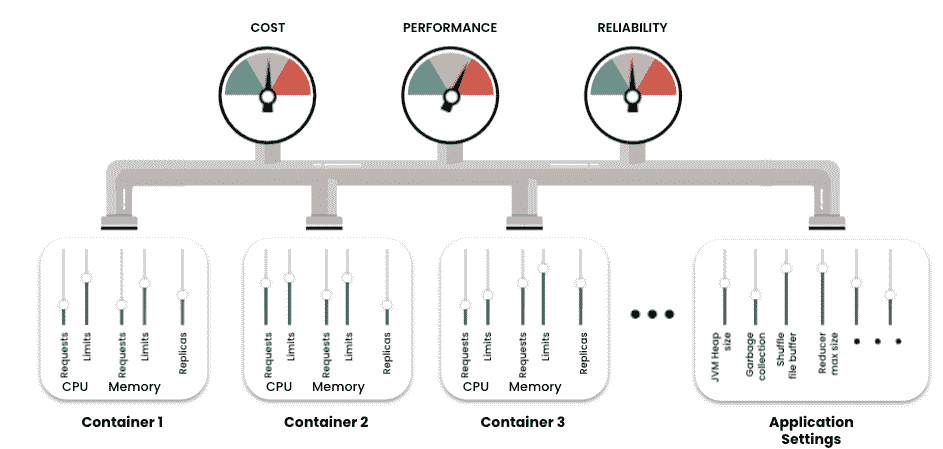 COST
PERFORMANCE
RELIABILITY
Requests
Limits
Requests
Limits
Replicas
CPU
Memory
Container 1
Requests
Limits
Requests
Limits
Replicas
CPU
Memory
Container 2
Requests
Limits
Requests
Limits
Replicas
CPU
Memory
Container 3
JVM Heap
size
Garbage
collection
Shuffle
file buffer
Reducer
max size
Application
Settings